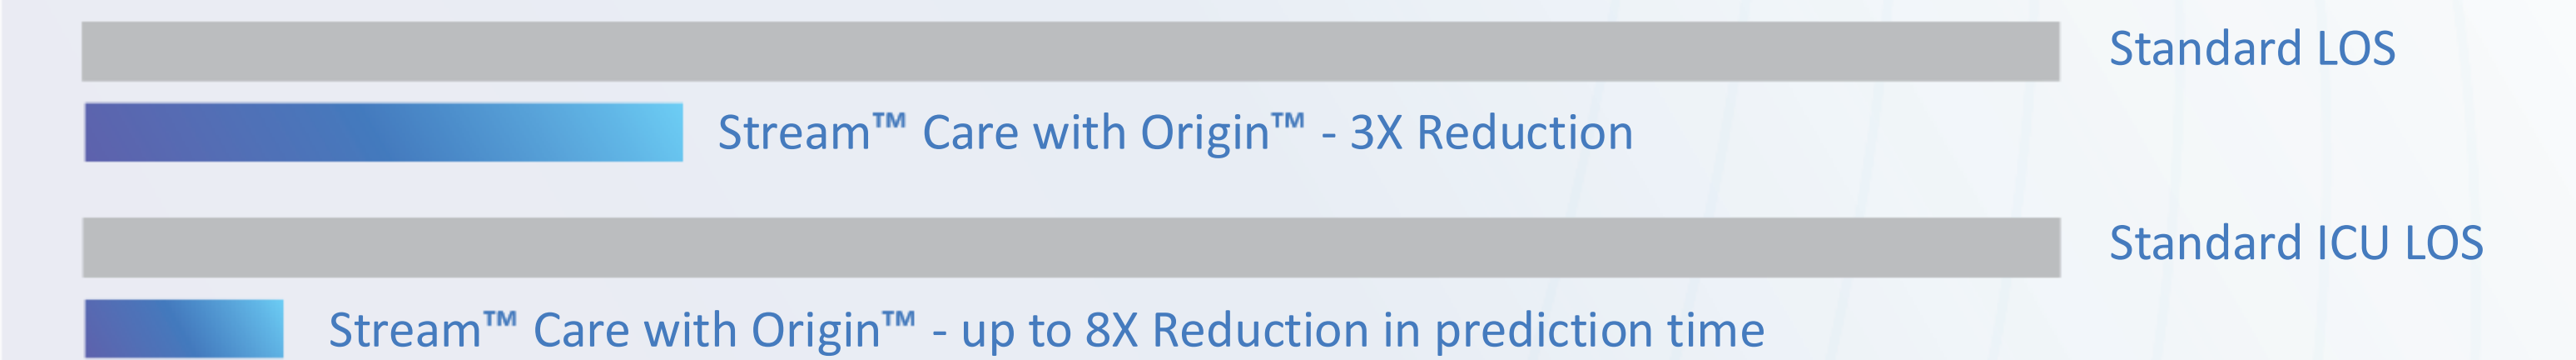 Standard LOS
Stream™ Care with Origin™ - 3X Reduction
Standard ICU LOS
Stream™ Care with Origin™ - up to 8X Reduction in prediction time